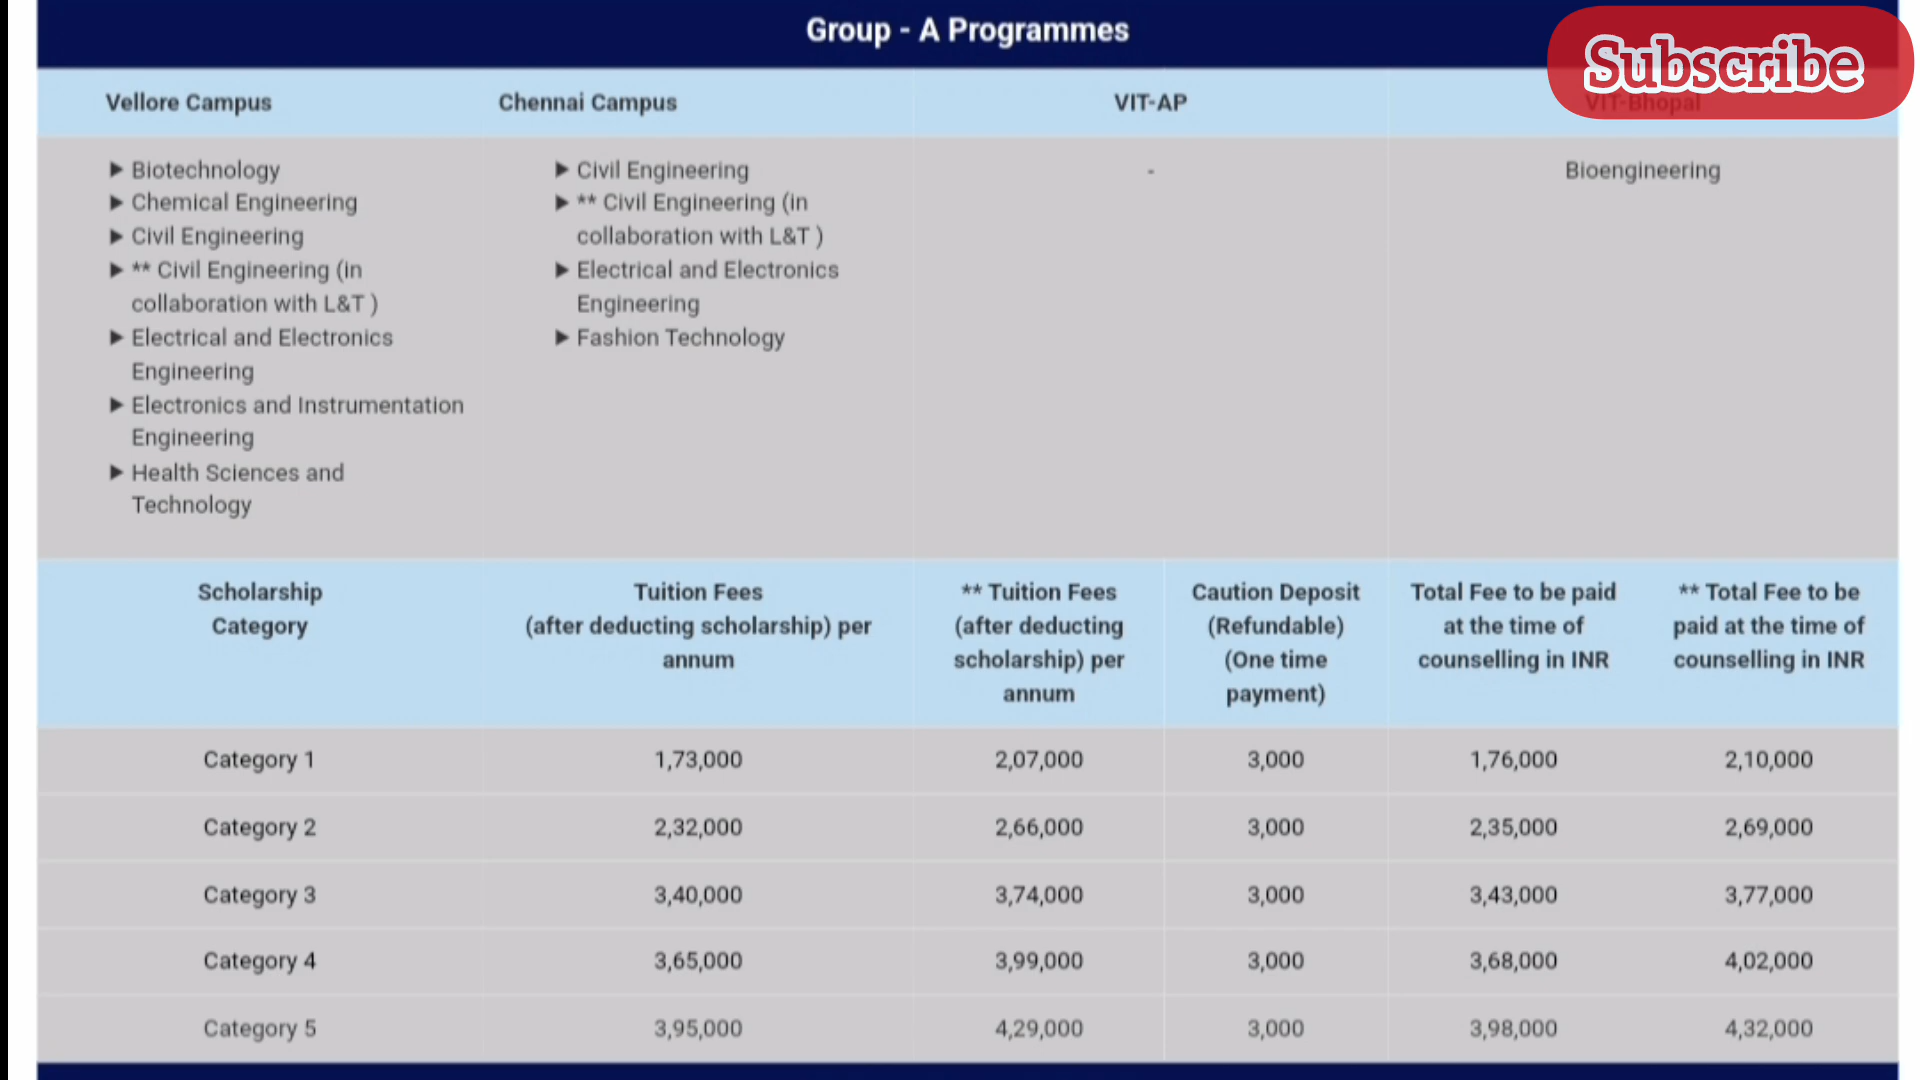 Group - A Programmes
Subscribe
Vellore Campus Chennai Campus VIT-AP VIT-Bhopal
▶ Biotechnology
▶ Chemical Engineering
▶ Civil Engineering
▶ ** Civil Engineering (in
collaboration with L&T )
▶ Electrical and Electronics
Engineering
▶ Electronics and Instrumentation
Engineering
▶ Health Sciences and
Technology
▶ Civil Engineering
▶ ** Civil Engineering (in
collaboration with L&T )
▶ Electrical and Electronics
Engineering
▶ Fashion Technology
-
Bioengineering
Scholarship
Category
Tuition Fees
(after deducting scholarship) per
annum
** Tuition Fees
(after deducting
scholarship) per
annum
Caution Deposit
(Refundable)
(One time
payment)
Total Fee to be paid
at the time of
counselling in INR
** Total Fee to be
paid at the time of
counselling in INR
Category 1 1,73,000 2,07,000 3,000 1,76,000 2,10,000
Category 2 2,32,000 2,66,000 3,000 2,35,000 2,69,000
Category 3 3,40,000 3,74,000 3,000 3,43,000 3,77,000
Category 4 3,65,000 3,99,000 3,000 3,68,000 4,02,000
Category 5 3,95,000 4,29,000 3,000 3,98,000 4,32,000